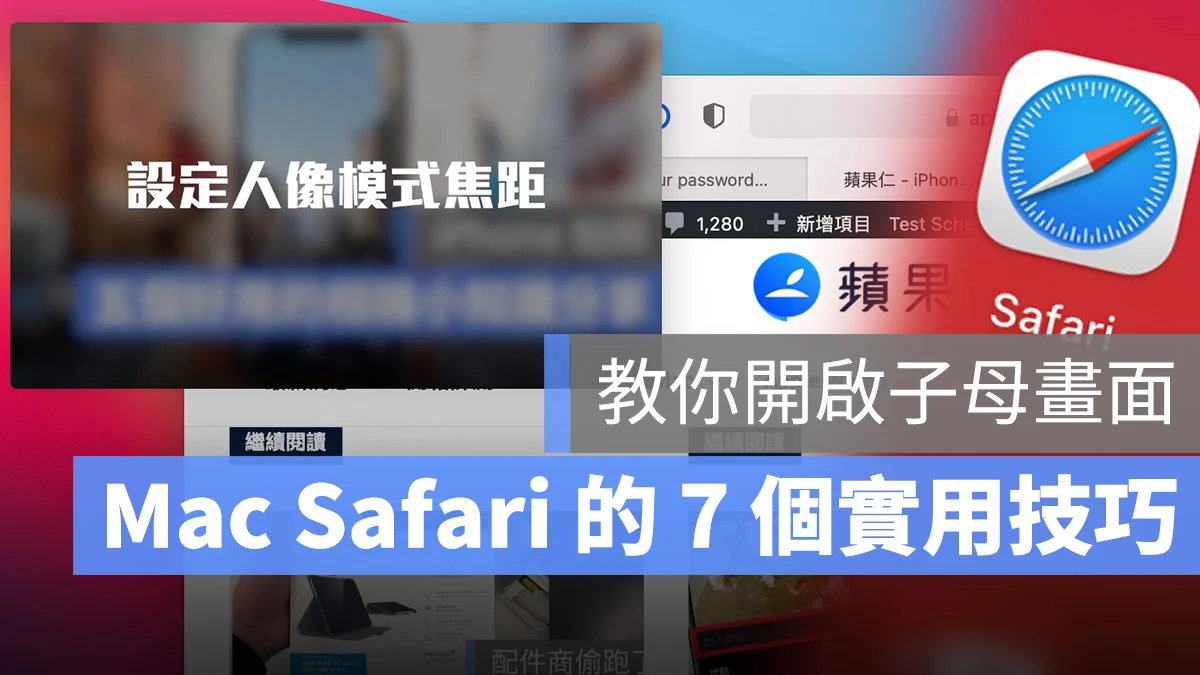 設定人像模式焦距
ur password...
蘋果仁 - iPhon...
1,280
新增項目
Test Sche
蘋果
Safari
教你開啟子母畫面
繼續閱讀
繼續閱讀
Mac Safari 的 7 個實用技巧
配件商偷跑了